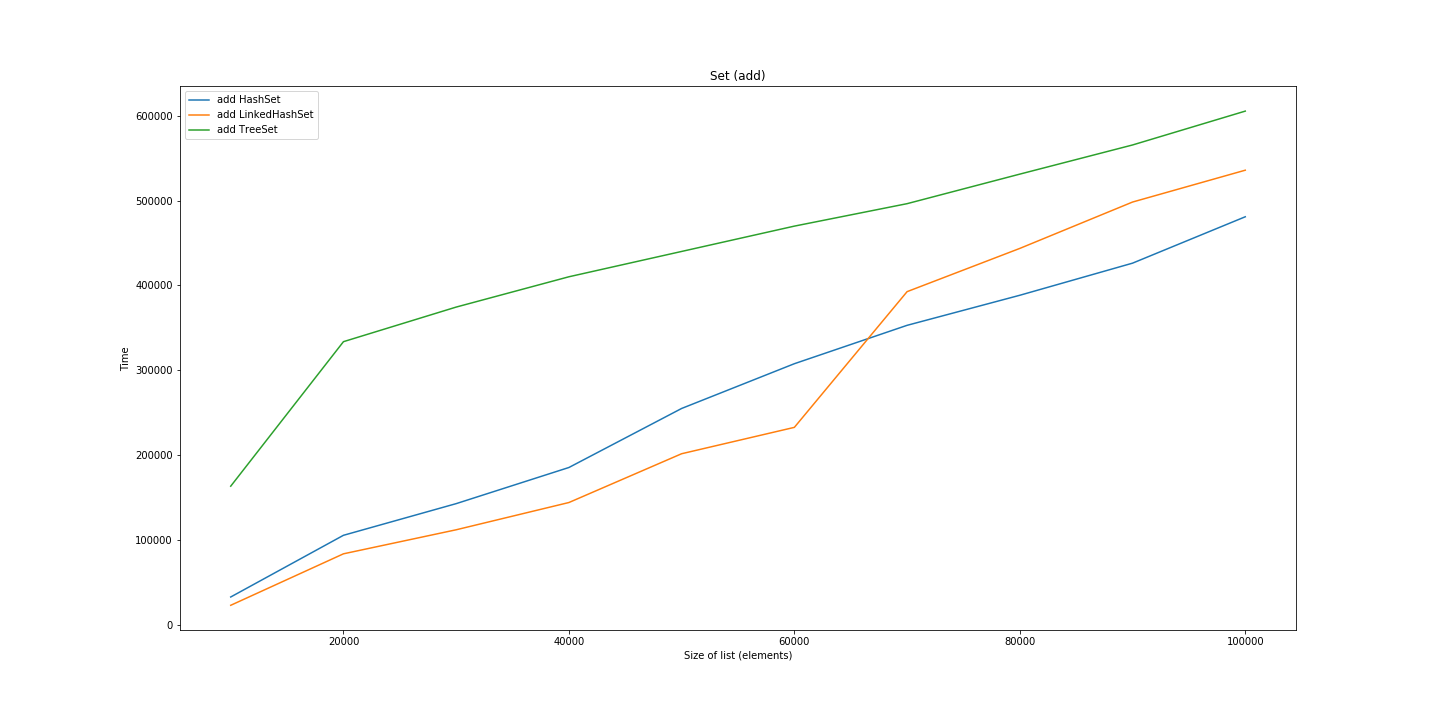 Set (add)
add HashSet
add LinkedHashSet
add TreeSet
600000
500000
400000
300000
200000
100000
0
Time
20000
40000
60000
80000
100000
Size of list (elements)